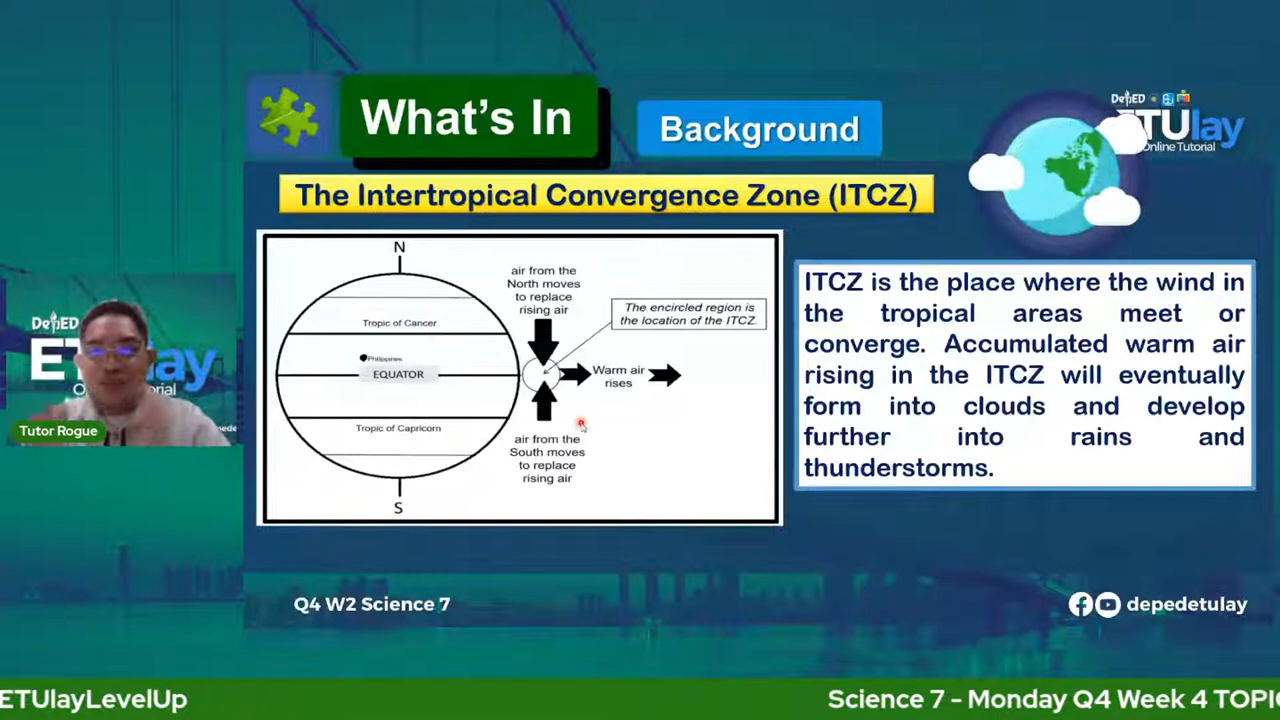 What's In
Background
DepED
ETUlay
Online Tutorial
The Intertropical Convergence Zone (ITCZ)
N
Tropic of Cancer
Philippines
EQUATOR
Tropic of Capricorn
S
air from the
North moves
to replace
rising air
The encircled region is
the location of the ITCZ.
Warm air
rises
air from the
South moves
to replace
rising air
ITCZ is the place where the wind in
the tropical areas meet or
converge. Accumulated warm air
rising in the ITCZ will eventually
form into clouds and develop
further into rains and
thunderstorms.
DepED
Tutor Rogue
Q4 W2 Science 7
depedetulay
ETUlayLevelUp
Science 7 - Monday Q4 Week 4 TOPI